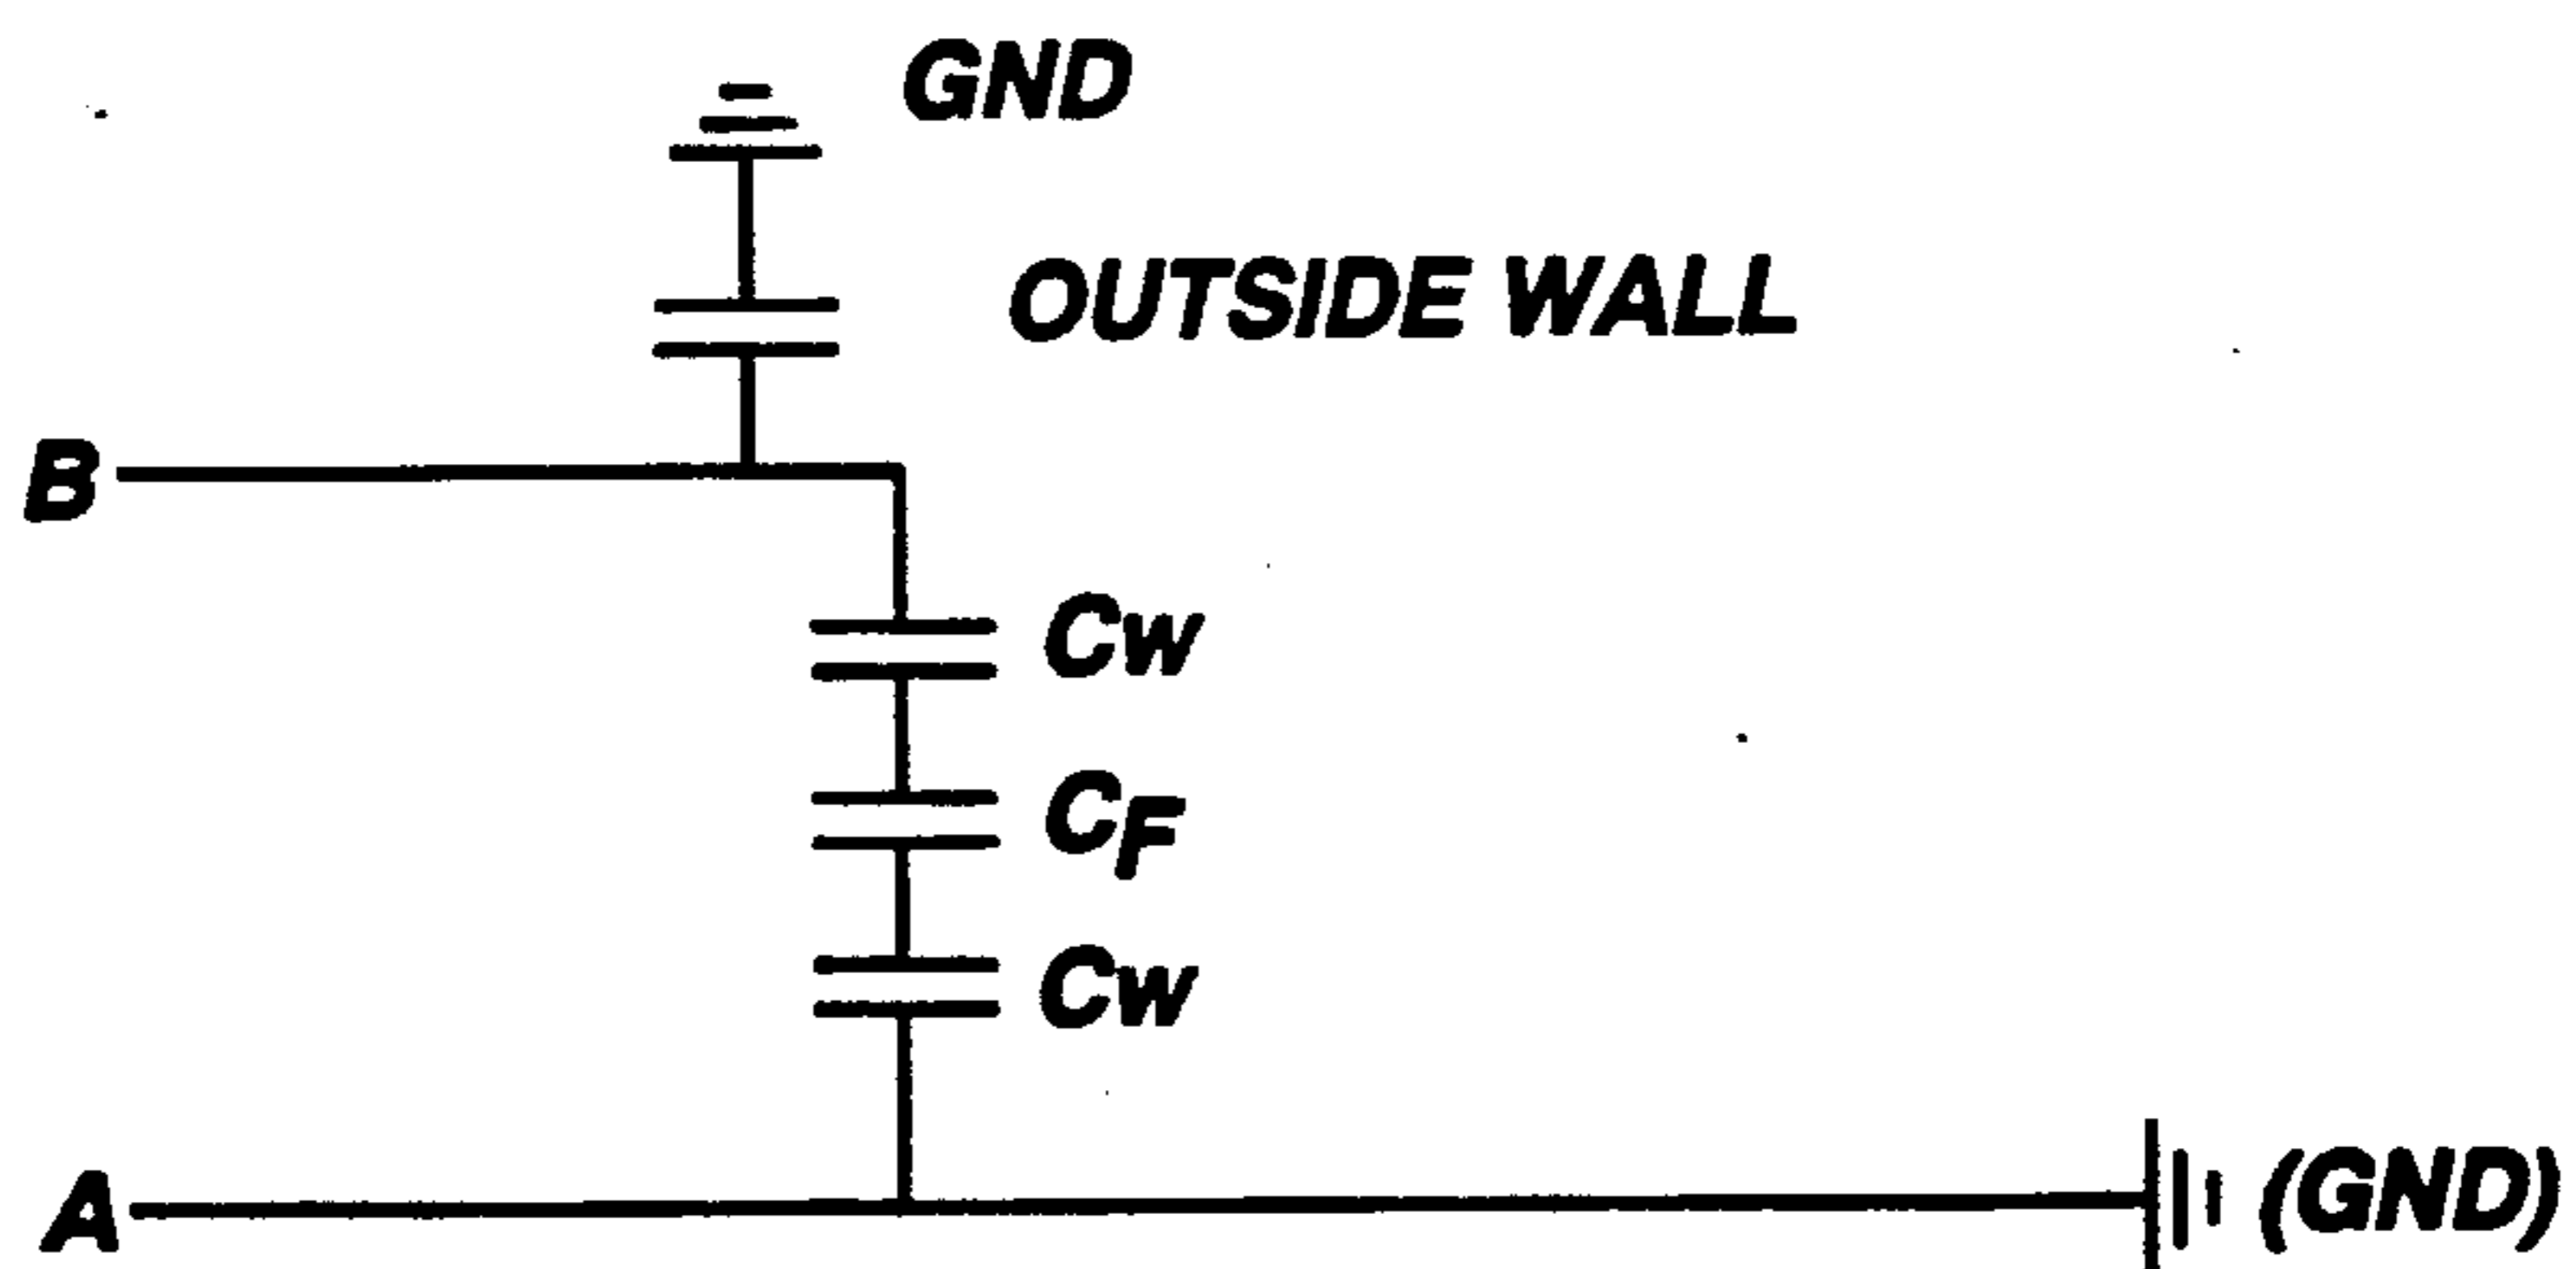 GND
OUTSIDE WALL
B
CW
CF
CW
A
(GND)